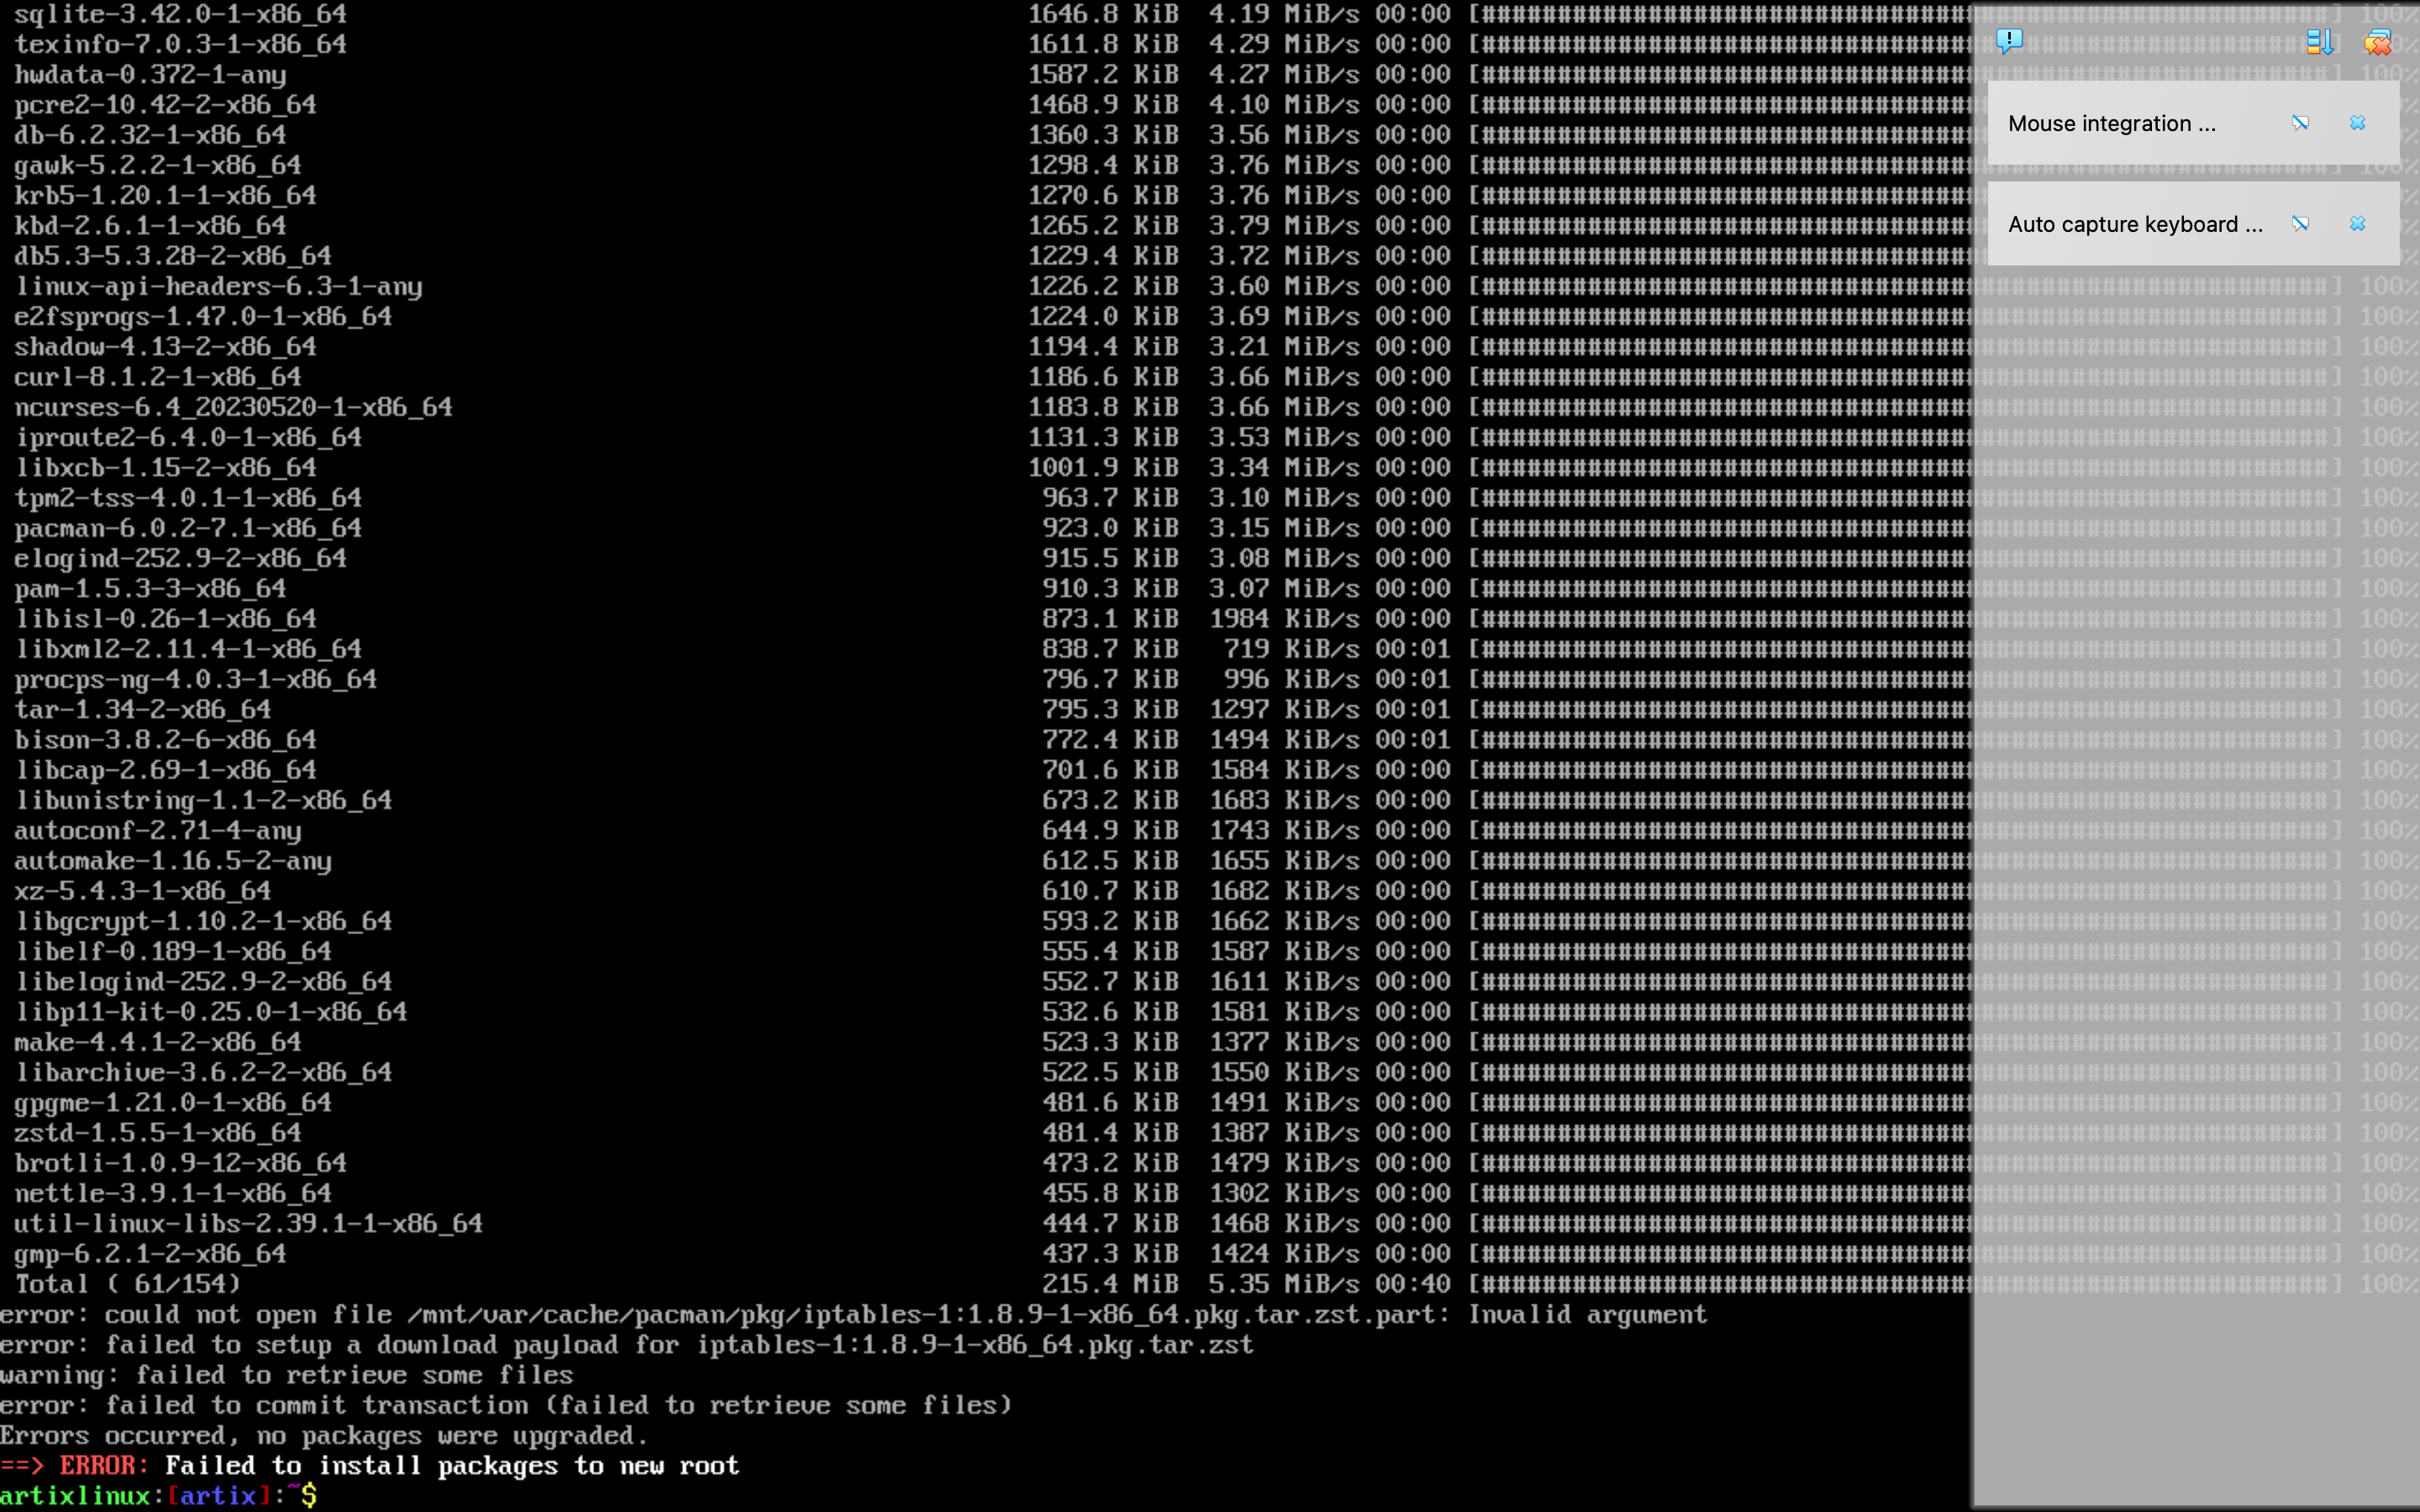 sqlite-3.42.0-1-x86_64 1646.8 KiB 4.19 MiB/s 00:00 [################################################################] 100%
texinfo-7.0.3-1-x86_64 1611.8 KiB 4.29 MiB/s 00:00 [################################################################] 100%
hwdata-0.372-1-any 1587.2 KiB 4.27 MiB/s 00:00 [################################################################] 100%
pcre2-10.42-2-x86_64 1468.9 KiB 4.10 MiB/s 00:00 [################################################################] 100%
Mouse integration ...
db-6.2.32-1-x86_64 1360.3 KiB 3.56 MiB/s 00:00 [################################
gawk-5.2.2-1-x86_64 1298.4 KiB 3.76 MiB/s 00:00 [################################
krb5-1.20.1-1-x86_64 1270.6 KiB 3.76 MiB/s 00:00 [################################
kbd-2.6.1-1-x86_64 1265.2 KiB 3.79 MiB/s 00:00 [################################
Auto capture keyboard ...
db5.3-5.3.28-2-x86_64 1229.4 KiB 3.72 MiB/s 00:00 [################################
linux-api-headers-6.3-1-any 1226.2 KiB 3.60 MiB/s 00:00 [########################################################] 100%
e2fsprogs-1.47.0-1-x86_64 1224.0 KiB 3.69 MiB/s 00:00 [########################################################] 100%
shadow-4.13-2-x86_64 1194.4 KiB 3.21 MiB/s 00:00 [########################################################] 100%
curl-8.1.2-1-x86_64 1186.6 KiB 3.66 MiB/s 00:00 [########################################################] 100%
ncurses-6.4_20230520-1-x86_64 1183.8 KiB 3.66 MiB/s 00:00 [########################################################] 100%
iproute2-6.4.0-1-x86_64 1131.3 KiB 3.53 MiB/s 00:00 [########################################################] 100%
libxcb-1.15-2-x86_64 1001.9 KiB 3.34 MiB/s 00:00 [########################################################] 100%
tpm2-tss-4.0.1-1-x86_64 963.7 KiB 3.10 MiB/s 00:00 [########################################################] 100%
pacman-6.0.2-7.1-x86_64 923.0 KiB 3.15 MiB/s 00:00 [########################################################] 100%
elogind-252.9-2-x86_64 915.5 KiB 3.08 MiB/s 00:00 [########################################################] 100%
pam-1.5.3-3-x86_64 910.3 KiB 3.07 MiB/s 00:00 [########################################################] 100%
libisl-0.26-1-x86_64 873.1 KiB 1984 KiB/s 00:00 [########################################################] 100%
libxml2-2.11.4-1-x86_64 838.7 KiB 719 KiB/s 00:01 [########################################################] 100%
procps-ng-4.0.3-1-x86_64 796.7 KiB 996 KiB/s 00:01 [########################################################] 100%
tar-1.34-2-x86_64 795.3 KiB 1297 KiB/s 00:01 [########################################################] 100%
bison-3.8.2-6-x86_64 772.4 KiB 1494 KiB/s 00:01 [########################################################] 100%
libcap-2.69-1-x86_64 701.6 KiB 1584 KiB/s 00:00 [########################################################] 100%
libunistring-1.1-2-x86_64 673.2 KiB 1683 KiB/s 00:00 [########################################################] 100%
autoconf-2.71-4-any 644.9 KiB 1743 KiB/s 00:00 [########################################################] 100%
automake-1.16.5-2-any 612.5 KiB 1655 KiB/s 00:00 [########################################################] 100%
xz-5.4.3-1-x86_64 610.7 KiB 1682 KiB/s 00:00 [########################################################] 100%
libgcrypt-1.10.2-1-x86_64 593.2 KiB 1662 KiB/s 00:00 [########################################################] 100%
libelf-0.189-1-x86_64 555.4 KiB 1587 KiB/s 00:00 [########################################################] 100%
libelogind-252.9-2-x86_64 552.7 KiB 1611 KiB/s 00:00 [########################################################] 100%
libp11-kit-0.25.0-1-x86_64 532.6 KiB 1581 KiB/s 00:00 [########################################################] 100%
make-4.4.1-2-x86_64 523.3 KiB 1377 KiB/s 00:00 [########################################################] 100%
libarchive-3.6.2-2-x86_64 522.5 KiB 1550 KiB/s 00:00 [########################################################] 100%
gpgme-1.21.0-1-x86_64 481.6 KiB 1491 KiB/s 00:00 [########################################################] 100%
zstd-1.5.5-1-x86_64 481.4 KiB 1387 KiB/s 00:00 [########################################################] 100%
brotli-1.0.9-12-x86_64 473.2 KiB 1479 KiB/s 00:00 [########################################################] 100%
nettle-3.9.1-1-x86_64 455.8 KiB 1302 KiB/s 00:00 [########################################################] 100%
util-linux-libs-2.39.1-1-x86_64 444.7 KiB 1468 KiB/s 00:00 [########################################################] 100%
gmp-6.2.1-2-x86_64 437.3 KiB 1424 KiB/s 00:00 [########################################################] 100%
Total ( 61/154) 215.4 MiB 5.35 MiB/s 00:40 [########################################################] 100%
error: could not open file /mnt/var/cache/pacman/pkg/iptables-1:1.8.9-1-x86_64.pkg.tar.zst.part: Invalid argument
error: failed to setup a download payload for iptables-1:1.8.9-1-x86_64.pkg.tar.zst
warning: failed to retrieve some files
error: failed to commit transaction (failed to retrieve some files)
Errors occurred, no packages were upgraded.
==> ERROR: Failed to install packages to new root
artixlinux:[artix]:~$